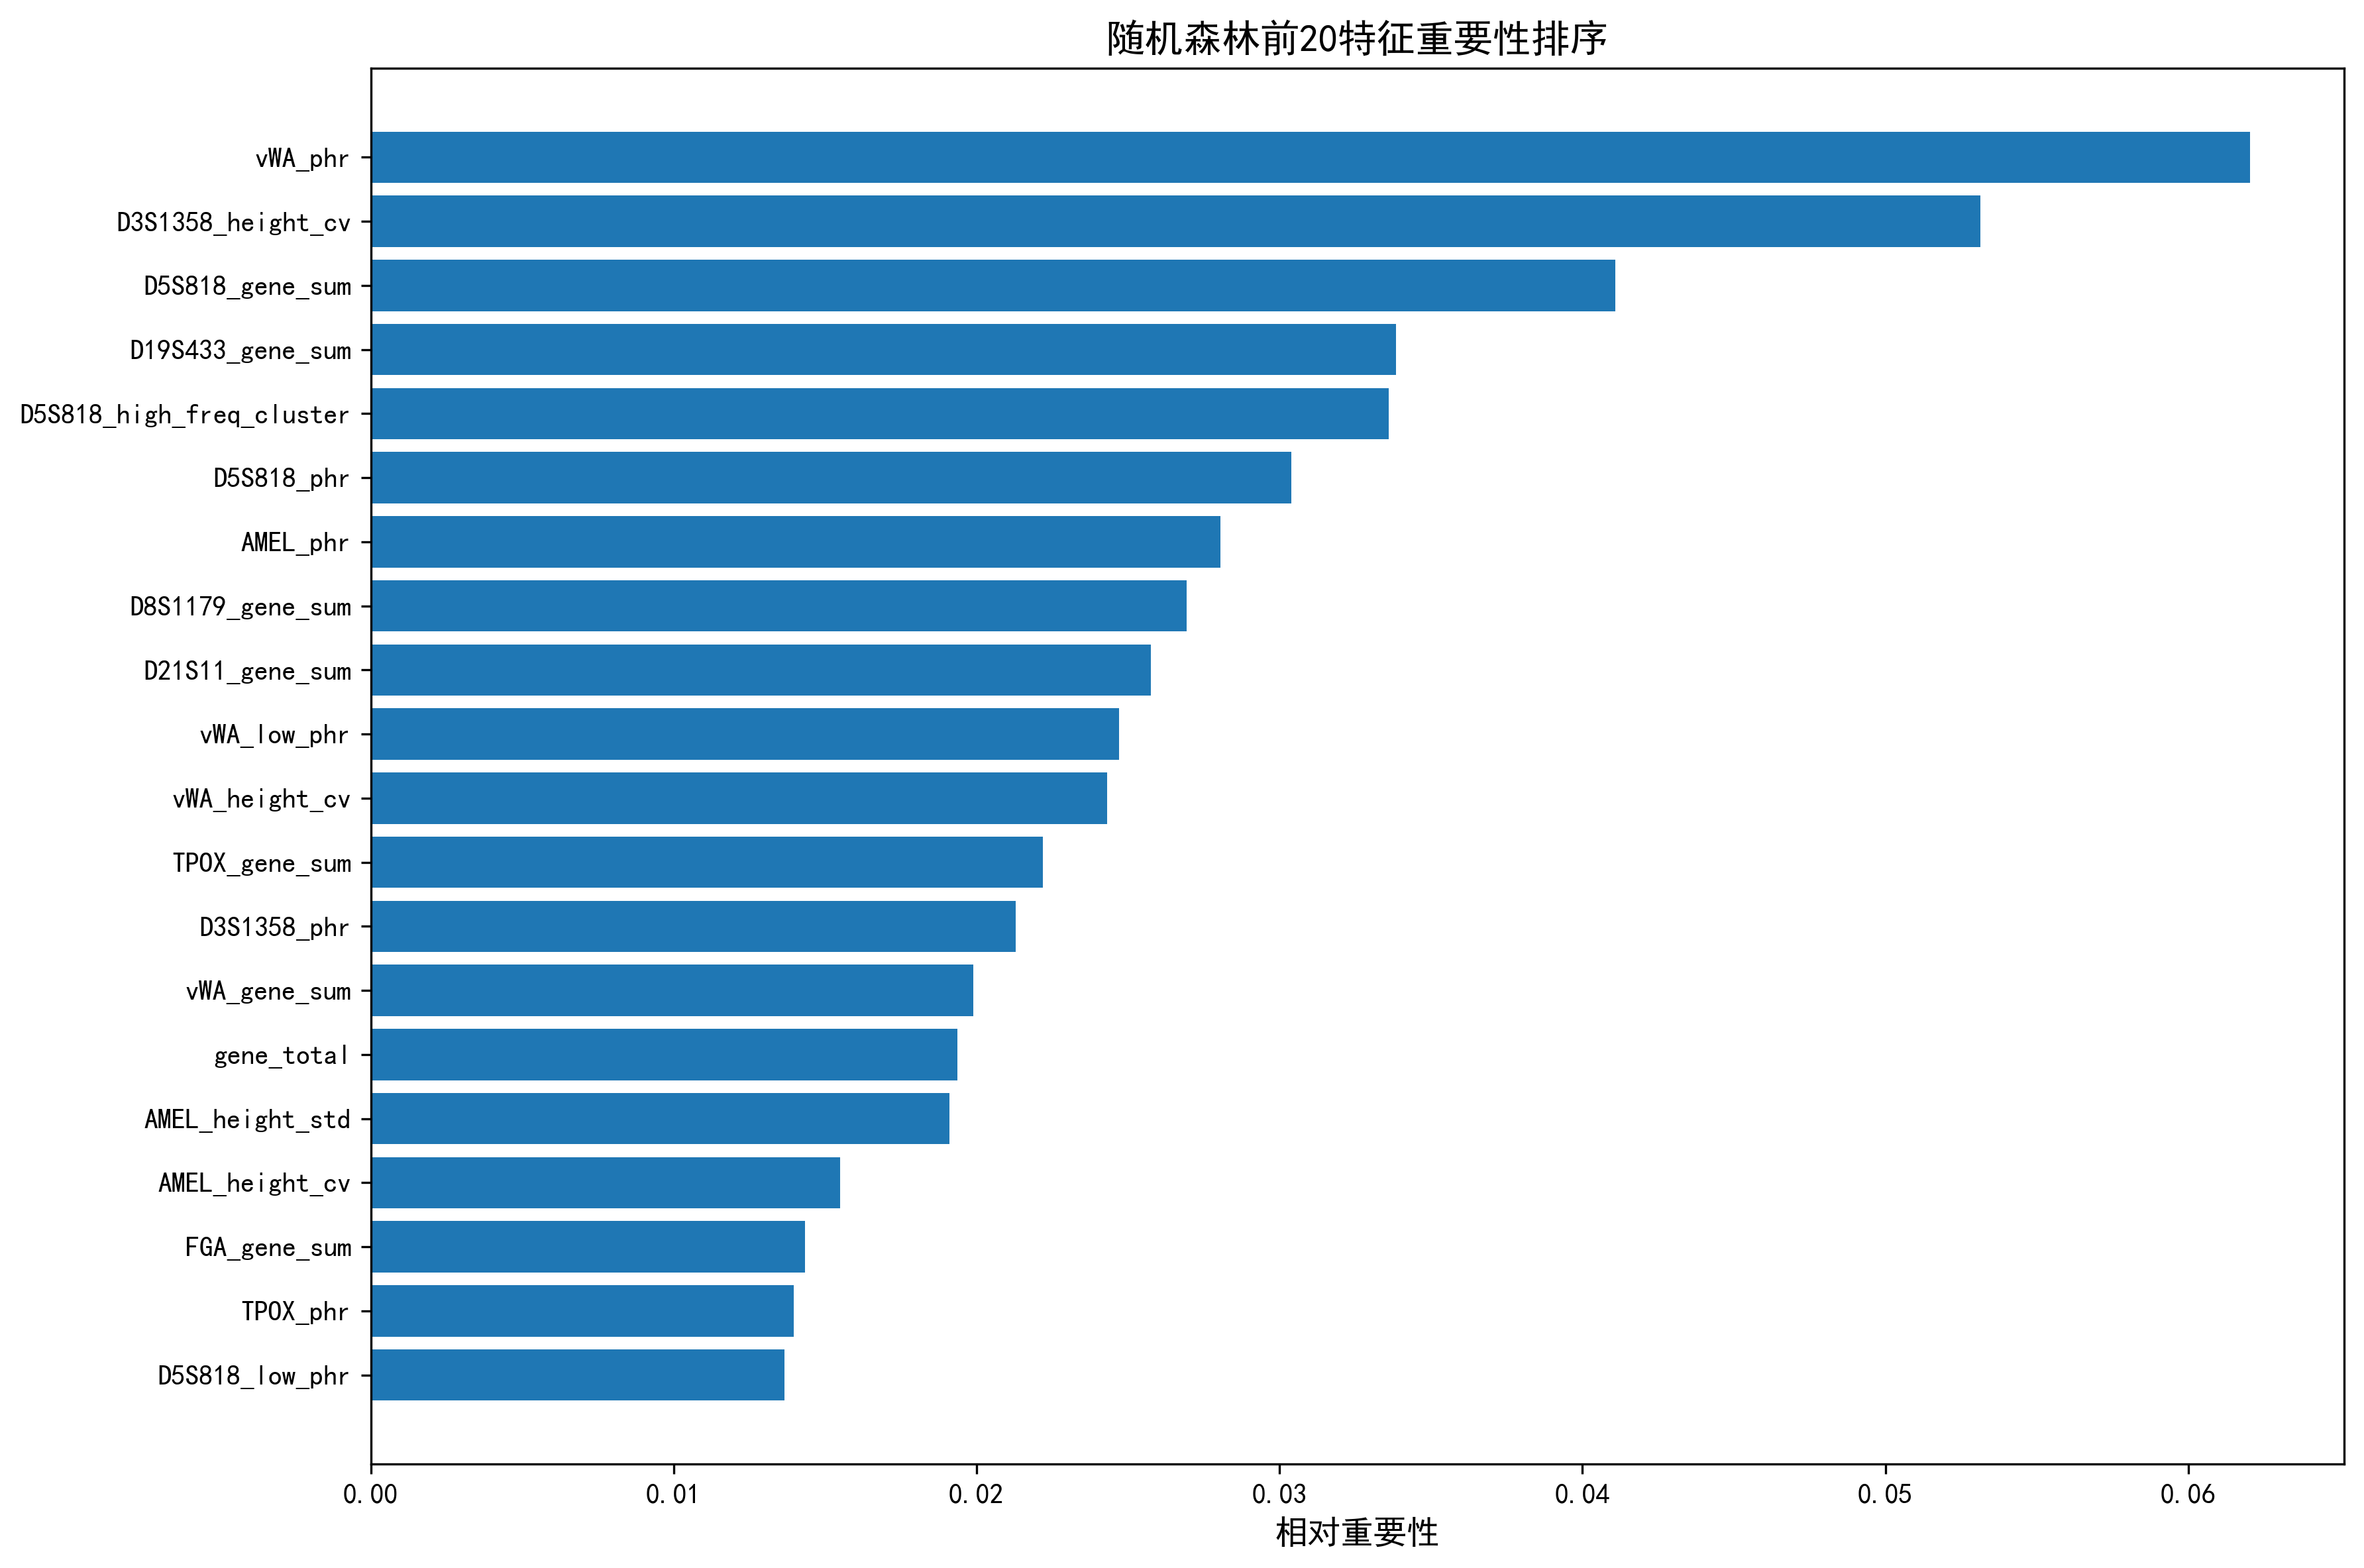 随机森林前20特征重要性排序
vWA_phr
D3S1358_height_cv
D5S818_gene_sum
D19S433_gene_sum
D5S818_high_freq_cluster
D5S818_phr
AMEL_phr
D8S1179_gene_sum
D21S11_gene_sum
vWA_low_phr
vWA_height_cv
TPOX_gene_sum
D3S1358_phr
vWA_gene_sum
gene_total
AMEL_height_std
AMEL_height_cv
FGA_gene_sum
TPOX_phr
D5S818_low_phr
0.00 0.01 0.02 0.03 0.04 0.05 0.06
相对重要性